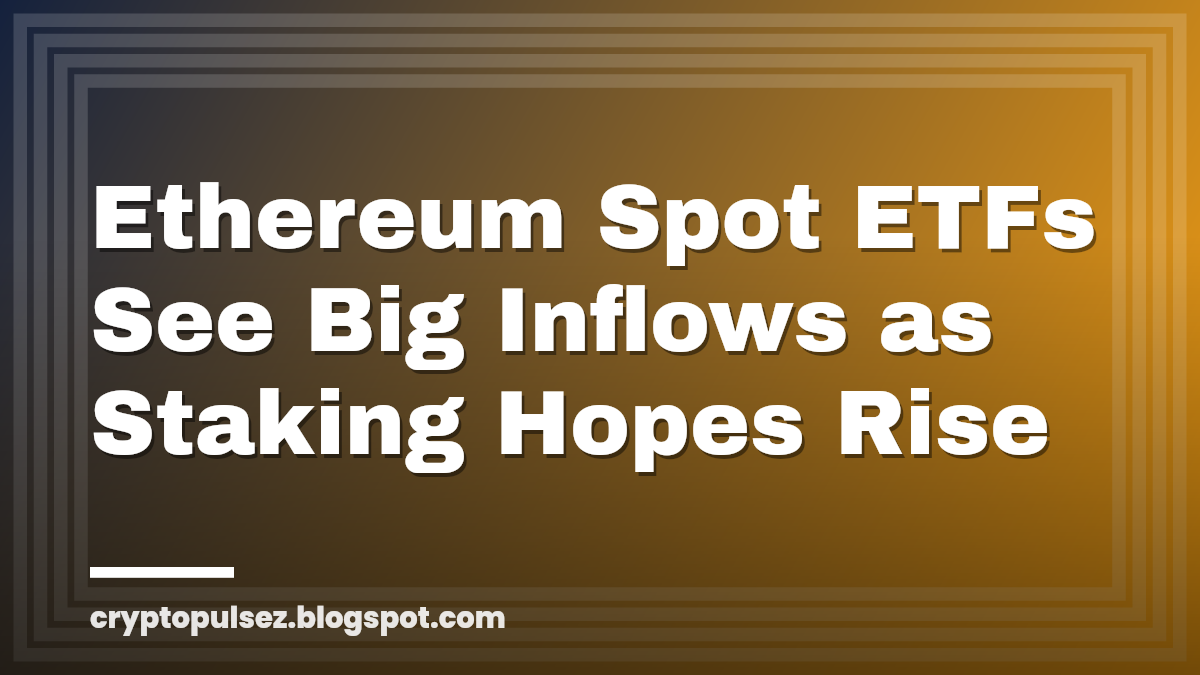 Ethereum Spot ETFs
See Big Inflows as
Staking Hopes Rise
cryptopulsez.blogspot.com